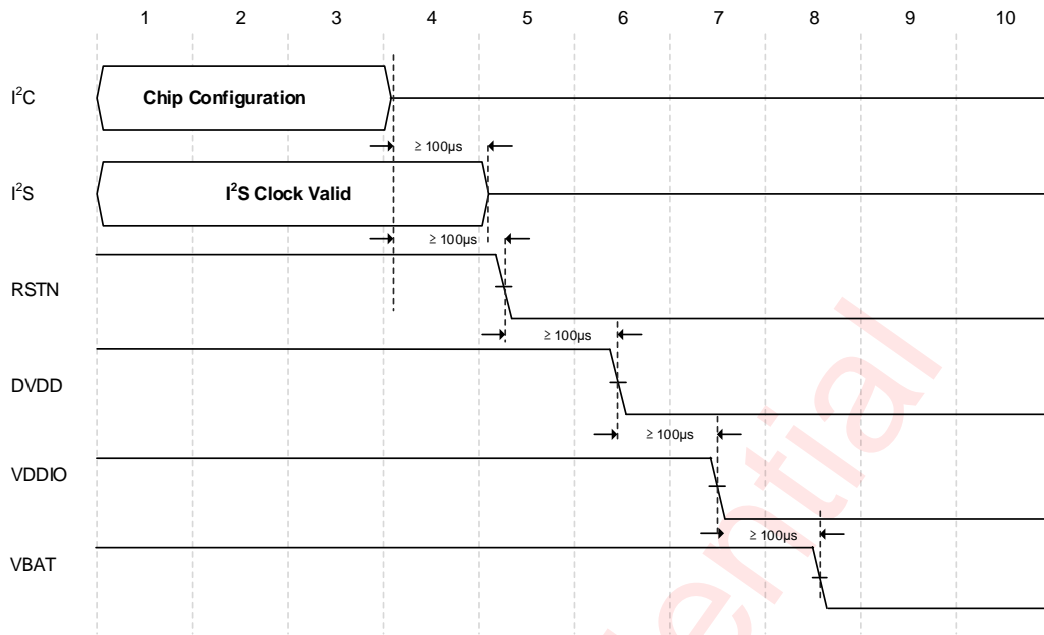 1 2 3 4 5 6 7 8 9 10
I²C Chip Configuration
≥ 100µs
I²S I²S Clock Valid
≥ 100µs
RSTN
≥ 100µs
DVDD
≥ 100µs
VDDIO
≥ 100µs
VBAT
ential